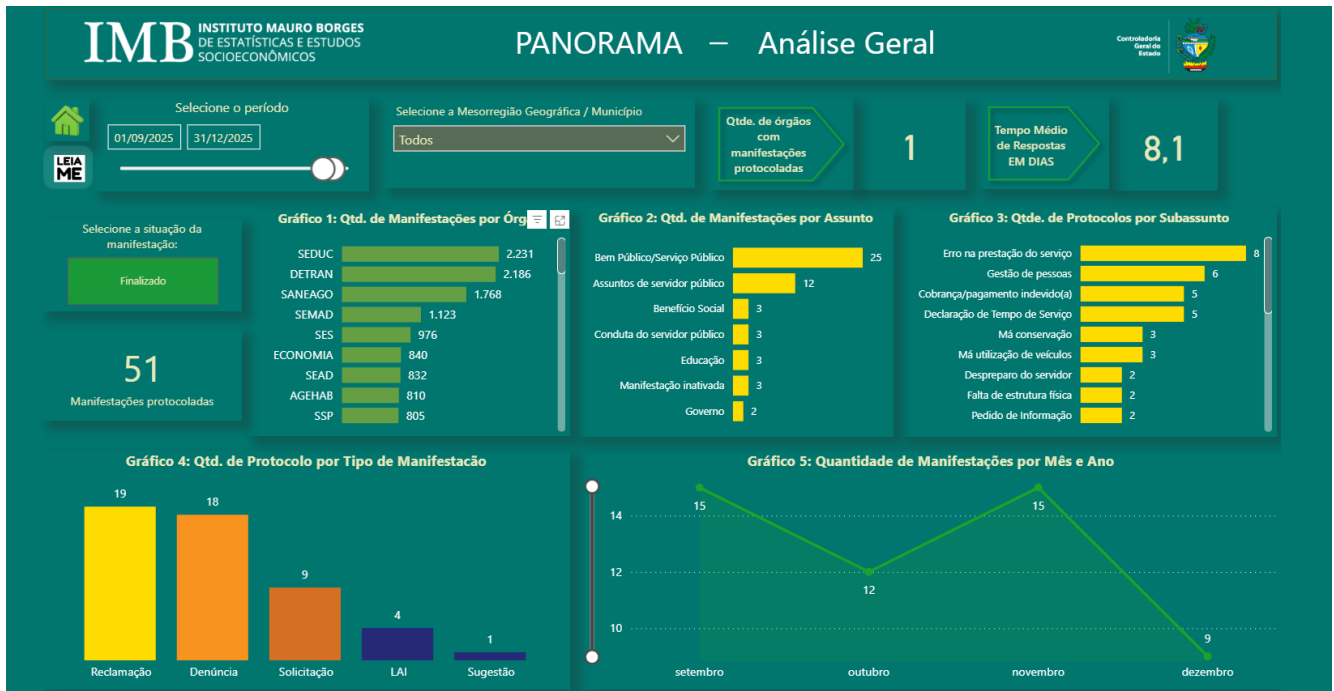 IMB
INSTITUTO MAURO BORGES
DE ESTATÍSTICAS E ESTUDOS
SOCIOECONÔMICOS
PANORAMA – Análise Geral
Controladoria
Geral do
Estado
LEIA
ME
Selecione o período
01/09/2025 31/12/2025
Selecione a Mesorregião Geográfica / Município
Todos
Qtde. de órgãos
com
manifestações
protocoladas
1
Tempo Médio
de Respostas
EM DIAS
8,1
Selecione a situação da
manifestação:
Finalizado
51
Manifestações protocoladas
Gráfico 1: Qtd. de Manifestações por Órg
SEDUC 2.231
DETRAN 2.186
SANEAGO 1.768
SEMAD 1.123
SES 976
ECONOMIA 840
SEAD 832
AGEHAB 810
SSP 805
Gráfico 2: Qtd. de Manifestações por Assunto
Bem Público/Serviço Público 25
Assuntos de servidor público 12
Benefício Social 3
Conduta do servidor público 3
Educação 3
Manifestação inativada 3
Governo 2
Gráfico 3: Qtde. de Protocolos por Subassunto
Erro na prestação do serviço 8
Gestão de pessoas 6
Cobrança/pagamento indevido(a) 5
Declaração de Tempo de Serviço 5
Má conservação 3
Má utilização de veículos 3
Despreparo do servidor 2
Falta de estrutura física 2
Pedido de Informação 2
Gráfico 4: Qtd. de Protocolo por Tipo de Manifestacão
19
18
9
4
1
Reclamação Denúncia Solicitação LAI Sugestão
Gráfico 5: Quantidade de Manifestações por Mês e Ano
14
12
10
15
12
15
9
setembro outubro novembro dezembro